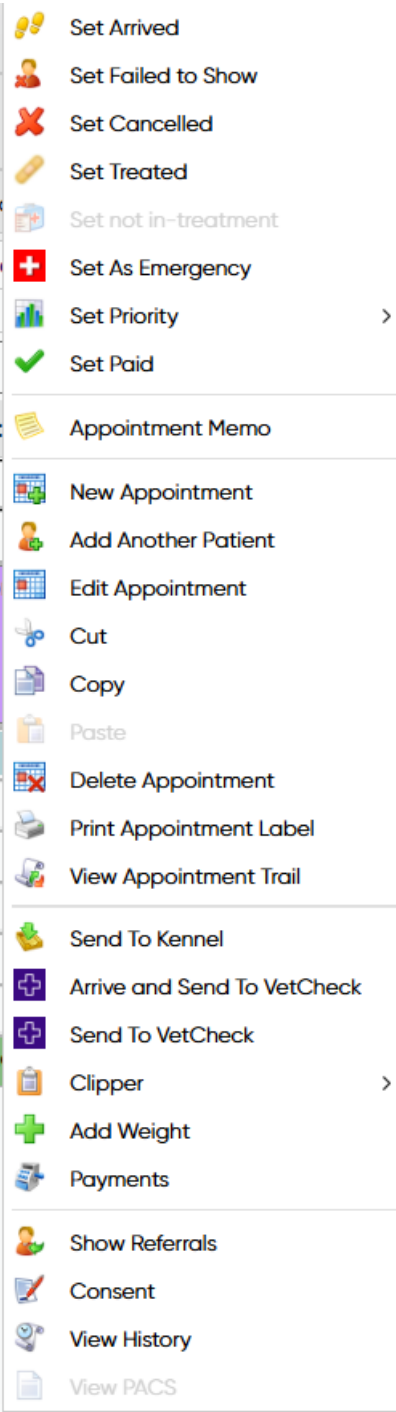 Set Arrived
Set Failed to Show
Set Cancelled
Set Treated
Set not in-treatment
Set As Emergency
Set Priority
Set Paid
Appointment Memo
New Appointment
Add Another Patient
Edit Appointment
Cut
Copy
Paste
Delete Appointment
Print Appointment Label
View Appointment Trail
Send To Kennel
Arrive and Send To VetCheck
Send To VetCheck
Clipper
Add Weight
Payments
Show Referrals
Consent
View History
View PACS